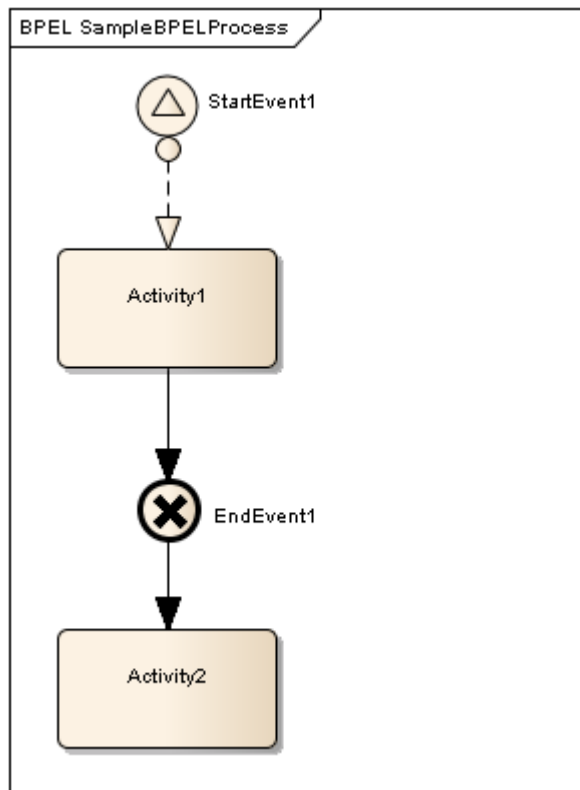 BPEL SampleBPELProcess
StartEvent1
Activity1
EndEvent1
Activity2